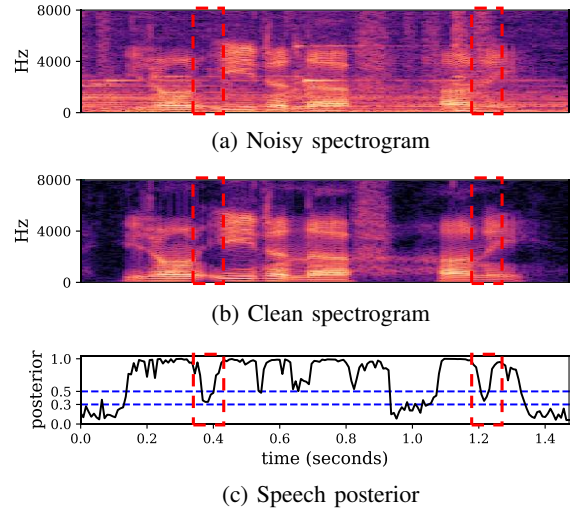 8000
4000
0
Hz
(a) Noisy spectrogram
8000
4000
0
Hz
(b) Clean spectrogram
1.0
0.5
0.3
0.0
posterior
0.0 0.2 0.4 0.6 0.8 1.0 1.2 1.4
time (seconds)
(c) Speech posterior